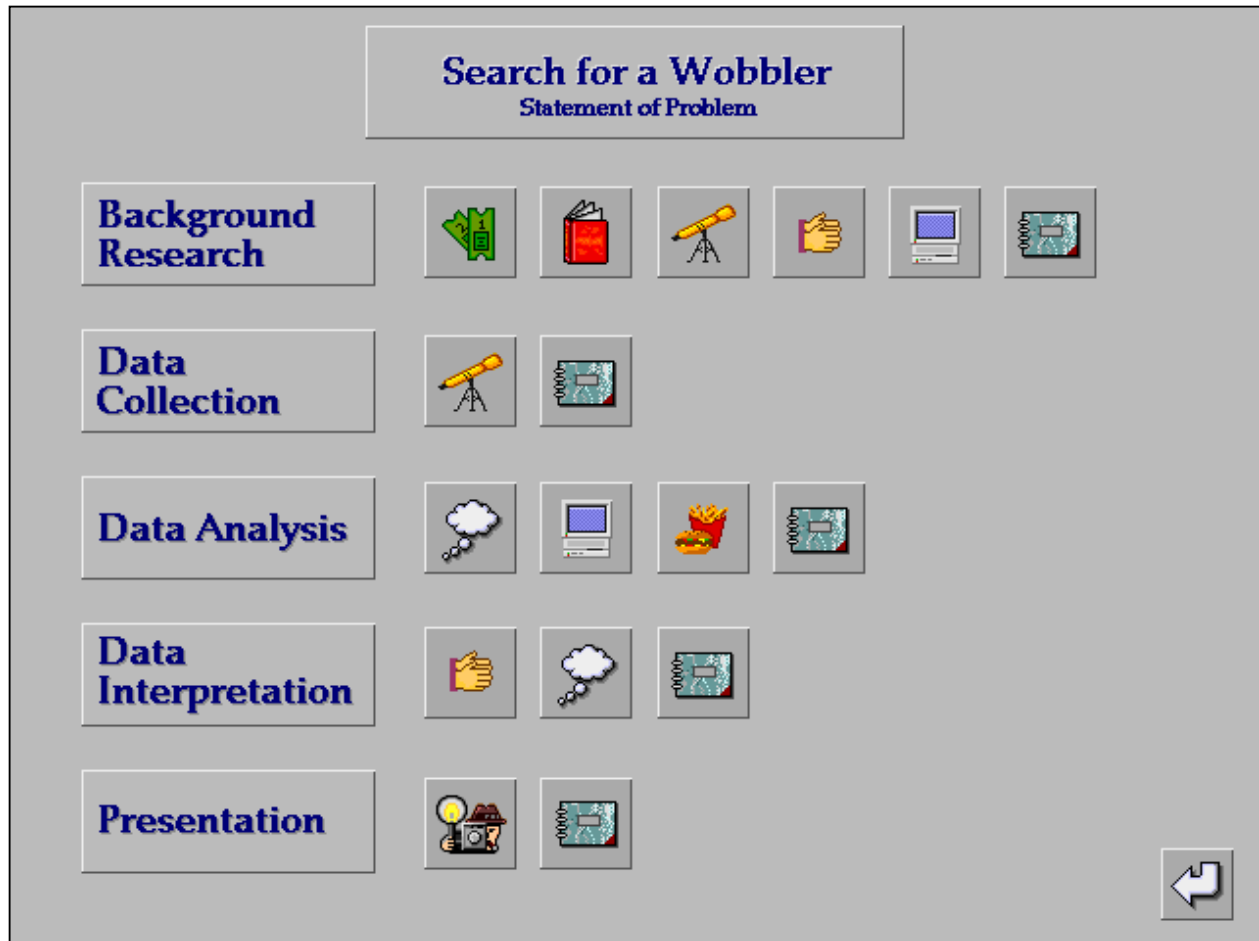 Search for a Wobbler
Statement of Problem
Background
Research
Data
Collection
Data Analysis
Data
Interpretation
Presentation